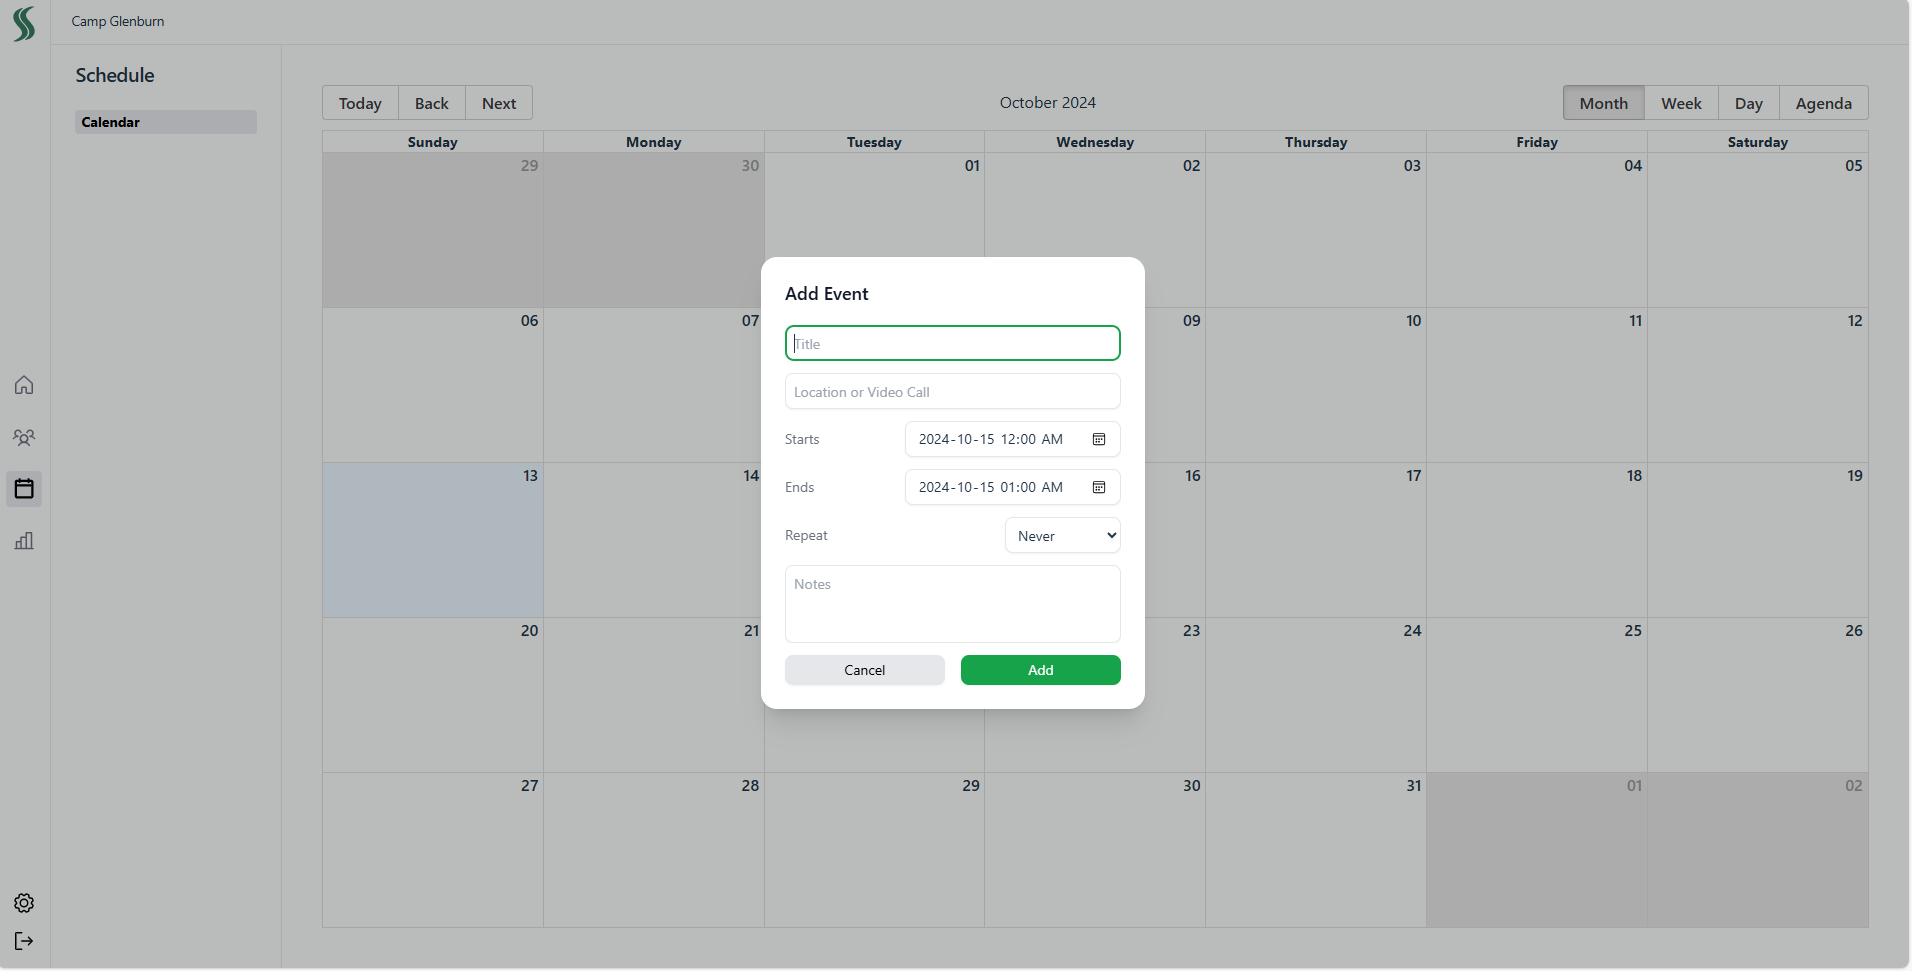 Camp Glenburn
Schedule
Calendar
Today Back Next
October 2024
Month Week Day Agenda
Sunday Monday Tuesday Wednesday Thursday Friday Saturday
29 30 01 02 03 04 05
06 07 09 10 11 12
13 14 16 17 18 19
20 21 23 24 25 26
27 28 29 30 31 01 02
Add Event
Title
Location or Video Call
Starts 2024-10-15 12:00 AM
Ends 2024-10-15 01:00 AM
Repeat Never
Notes
Cancel Add